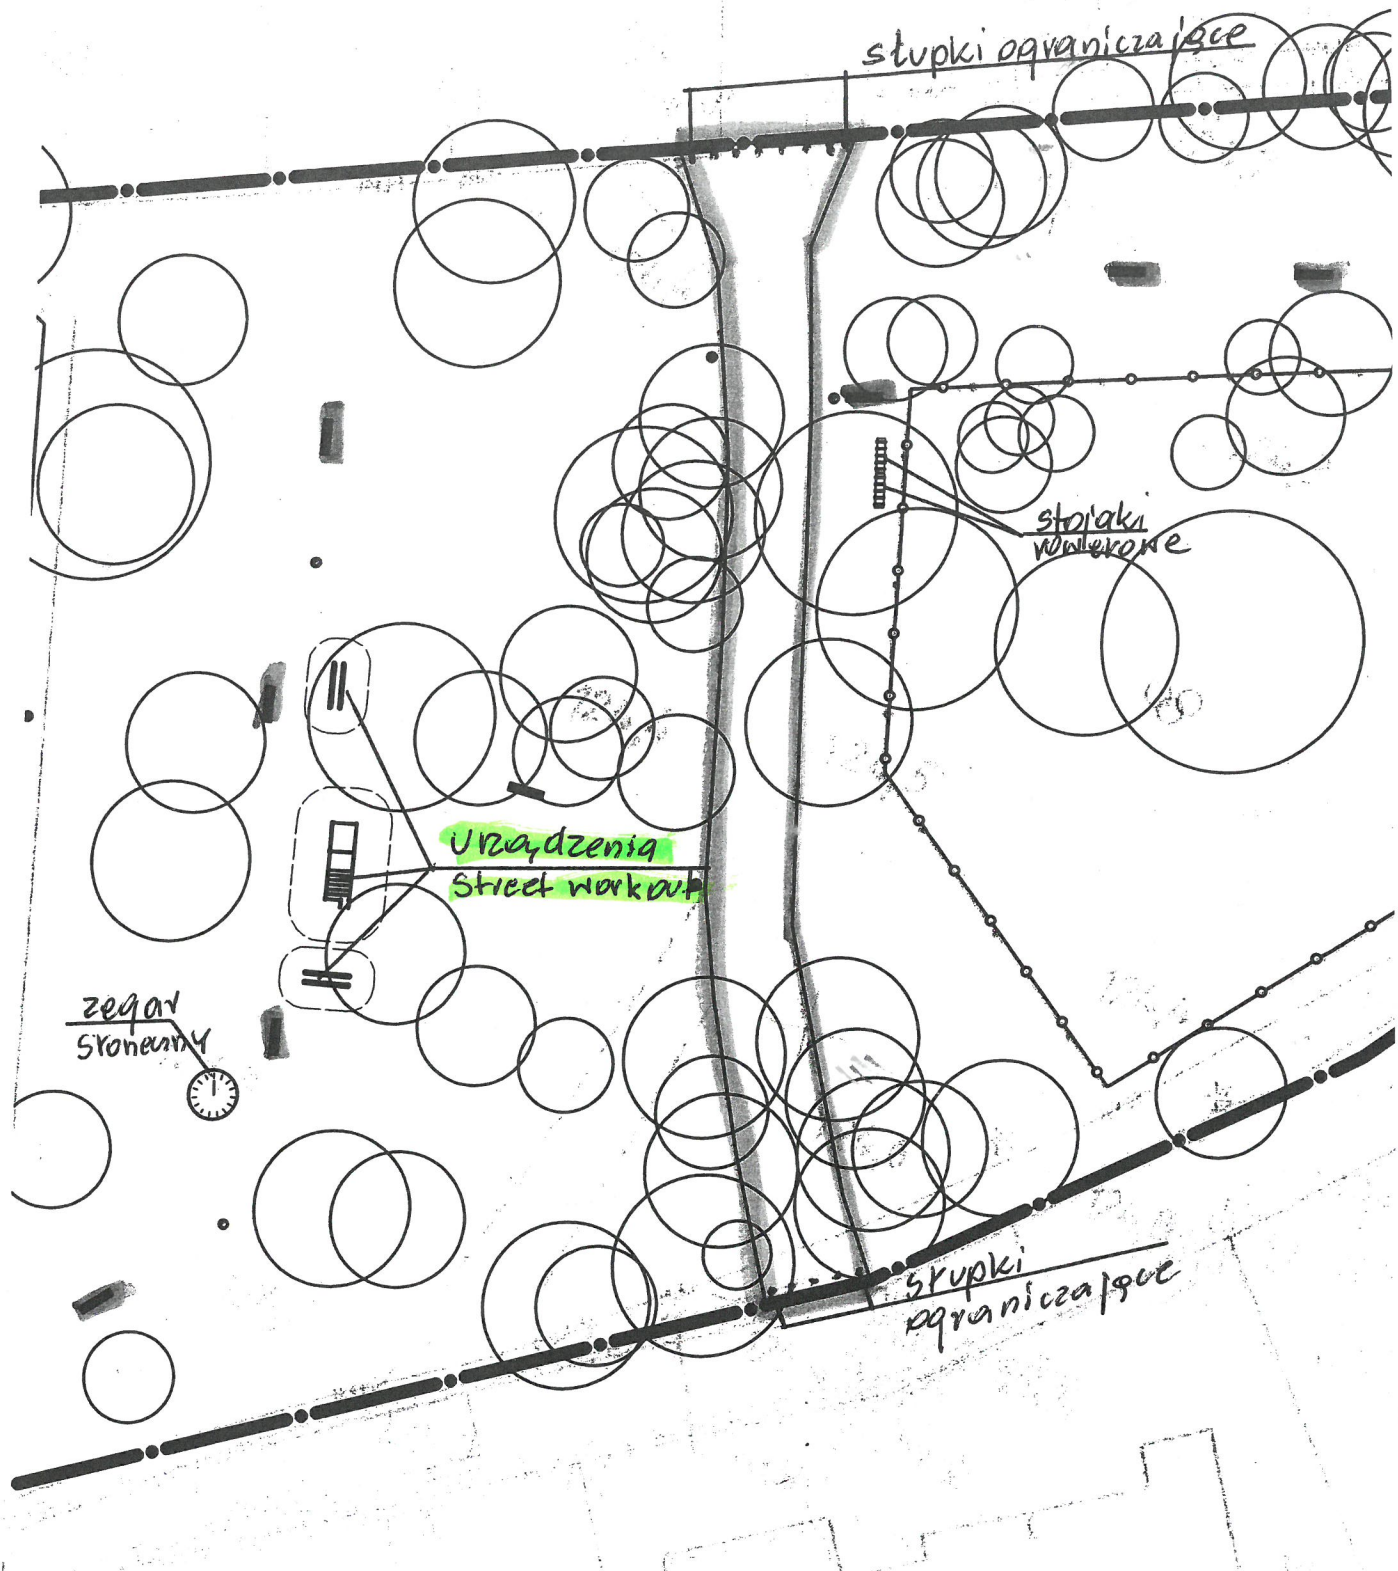 słupki ograniczające
stojaki
rowerowe
urządzenia
street workout
zegar
słoneczny
słupki
ograniczające